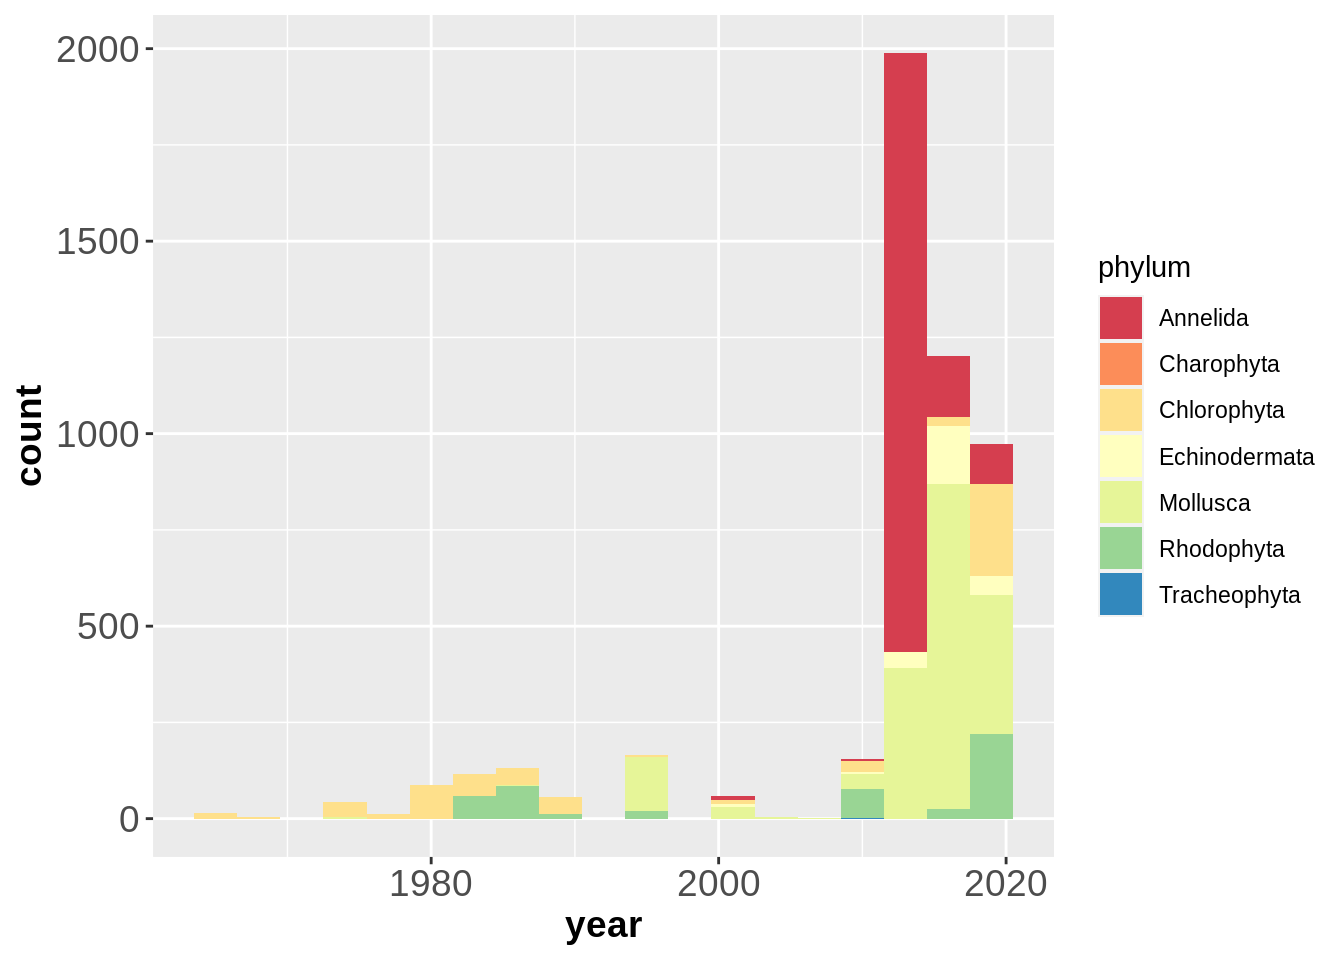 2000
1500
1000
500
0
count
1980
2000
2020
year
phylum
Annelida
Charophyta
Chlorophyta
Echinodermata
Mollusca
Rhodophyta
Tracheophyta